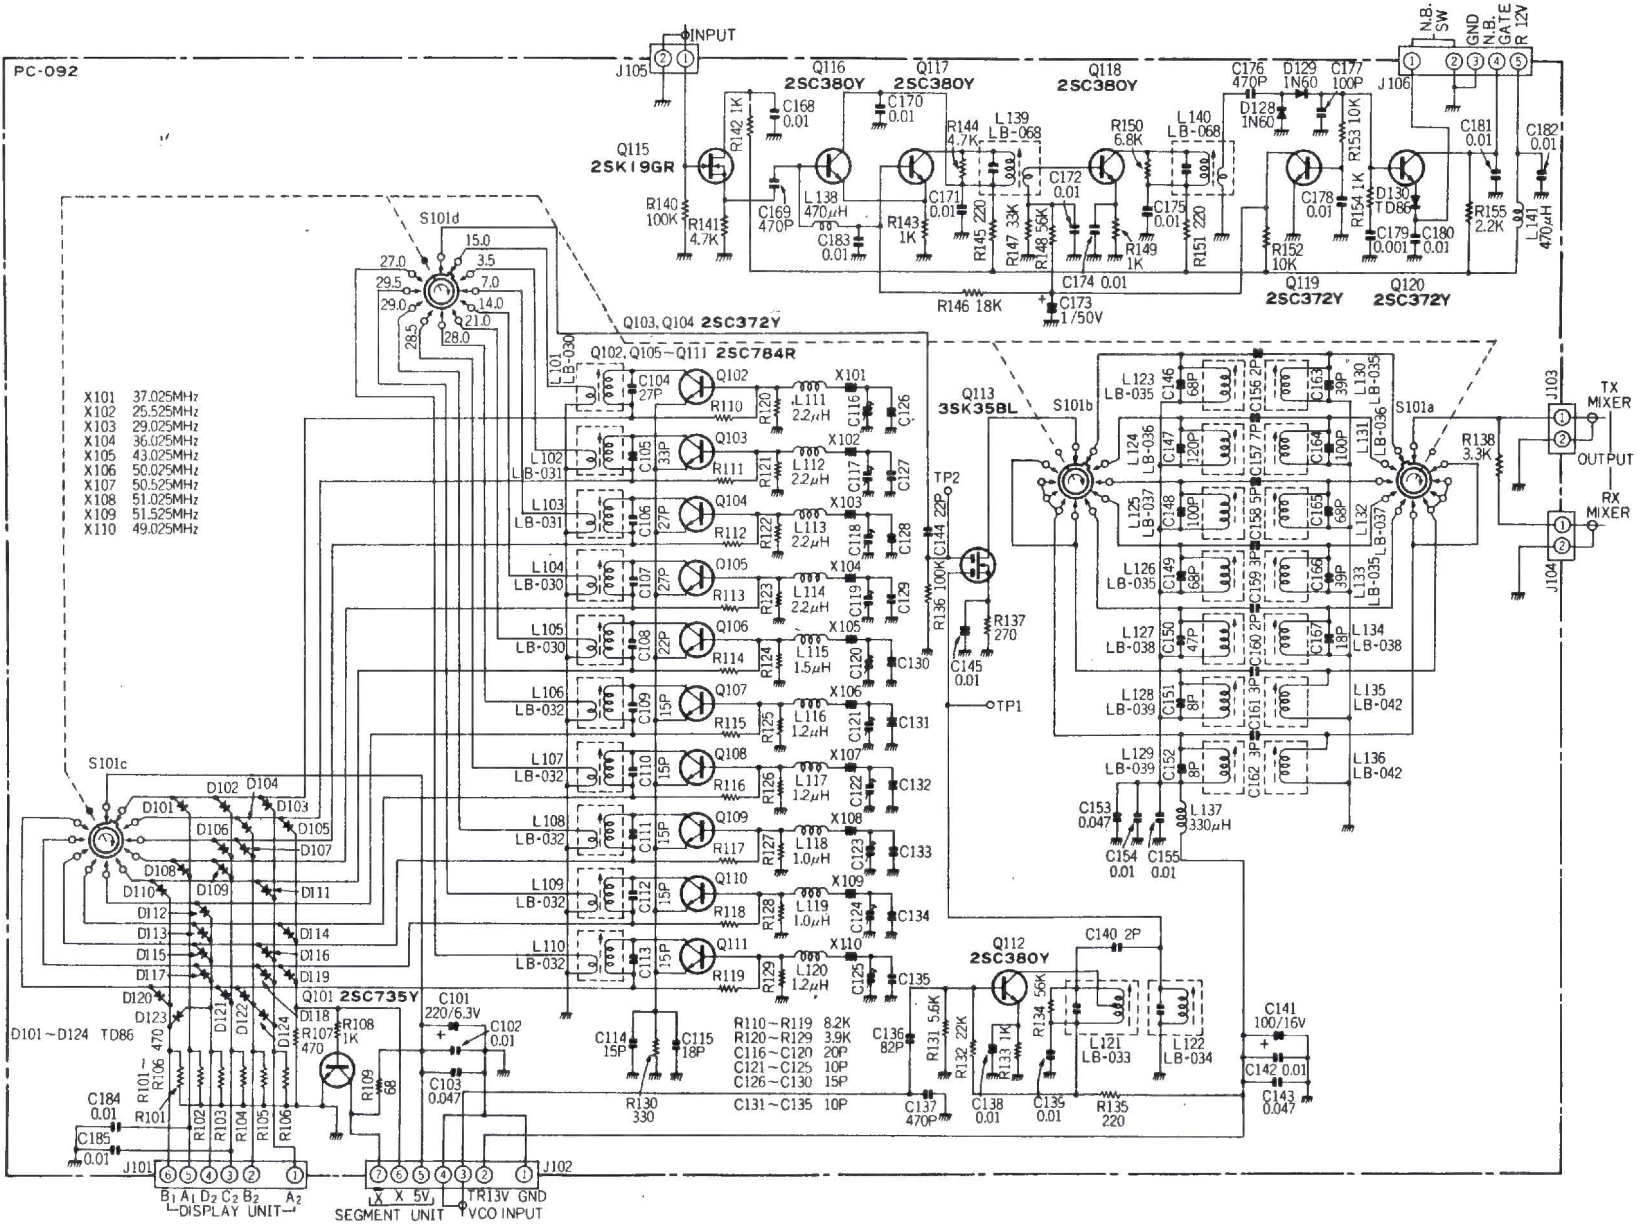 PC-092
INPUT
J105
2 1
N.B. SW
GND
N.B. GATE
R 12V
J106
1 2 3 4 5
Q116
2SC380Y
Q117
2SC380Y
Q118
2SC380Y
C176
470P
D129
1N60
C177
100P
D128
1N60
R142 1K
C168
0.01
C170
0.01
R144
4.7K
L139
LB-068
R150
6.8K
L140
LB-068
R153 10K
C181
0.01
C182
0.01
Q115
2SK19GR
R140
100K
R141
4.7K
C169
470P
L138
470μH
C183
0.01
C171
0.01
R143
1K
R145 220
R147 33K
R148 56K
C172
0.01
C174 0.01
R149
1K
C175
0.01
R151 220
R152
10K
C178
0.01
R154 1K
D130
TD86
C179
0.001
C180
0.01
R155
2.2K
L141
470μH
R146 18K
+
C173
1/50V
Q119
2SC372Y
Q120
2SC372Y
S101d
15.0
3.5
7.0
14.0
21.0
28.0
28.5
29.0
29.5
27.0
Q103, Q104 2SC372Y
Q102, Q105~Q111 2SC784R
X101 37.025MHz
X102 25.525MHz
X103 29.025MHz
X104 36.025MHz
X105 43.025MHz
X106 50.025MHz
X107 50.525MHz
X108 51.025MHz
X109 51.525MHz
X110 49.025MHz
L101
LB-030
C104
27P
Q102
R110
R120
L111
2.2μH
X101
C116
C126
L102
LB-031
C105
33P
Q103
R111
R121
L112
2.2μH
X102
C117
C127
L103
LB-031
C106
27P
Q104
R112
R122
L113
2.2μH
X103
C118
C128
L104
LB-030
C107
27P
Q105
R113
R123
L114
2.2μH
X104
C119
C129
L105
LB-030
C108
22P
Q106
R114
R124
L115
1.5μH
X105
C120
C130
L106
LB-032
C109
15P
Q107
R115
R125
L116
1.2μH
X106
C121
C131
L107
LB-032
C110
15P
Q108
R116
R126
L117
1.2μH
X107
C122
C132
L108
LB-032
C111
15P
Q109
R117
R127
L118
1.0μH
X108
C123
C133
L109
LB-032
C112
15P
Q110
R118
R128
L119
1.0μH
X109
C124
C134
L110
LB-032
C113
15P
Q111
R119
R129
L120
1.2μH
X110
C125
C135
Q113
3SK35BL
TP2
C144 22P
R136 100K
C145
0.01
R137
270
TP1
S101b
S101a
L123
LB-035
C146
68P
C156 2P
C163
39P
L130
LB-035
L124
LB-036
C147
120P
C157 7P
C164
100P
L131
LB-036
L125
LB-037
C148
100P
C158 5P
C165
68P
L132
LB-037
L126
LB-035
C149
68P
C159 3P
C166
39P
L133
LB-035
L127
LB-038
C150
47P
C160 2P
C167
18P
L134
LB-038
L128
LB-039
C151
8P
C161 3P
L135
LB-042
L129
LB-039
C152
8P
C162 3P
L136
LB-042
C153
0.047
C154
0.01
C155
0.01
L137
330μH
R138
3.3K
J103
1
2
TX
MIXER
OUTPUT
RX
MIXER
J104
1
2
S101c
D101
D102
D104
D103
D105
D106
D107
D108
D109
D110
D111
D112
D113
D114
D115
D116
D117
D119
D120
D121
D122
D118
D123
D124
D101~D124 TD86
Q101
2SC735Y
R107
470
R108
1K
R109
68
C101
220/6.3V
+
C102
0.01
C103
0.047
R101~
R106 470
R101
R102
R103
R104
R105
R106
C184
0.01
C185
0.01
C114
15P
R130
330
C115
18P
R110~R119 8.2K
R120~R129 3.9K
C116~C120 20P
C121~C125 10P
C126~C130 15P
C131~C135 10P
Q112
2SC380Y
C136
82P
R131 5.6K
R132 22K
C137
470P
C138
0.01
R133 1K
R134 56K
C139
0.01
C140 2P
L121
LB-033
L122
LB-034
R135
220
C141
100/16V
+
C142 0.01
C143
0.047
J101
6 5 4 3 2 1
B1 A1 D2 C2 B2 A2
DISPLAY UNIT
J102
7 6 5 4 3 2 1
X X 5V TR13V GND
SEGMENT UNIT VCO INPUT